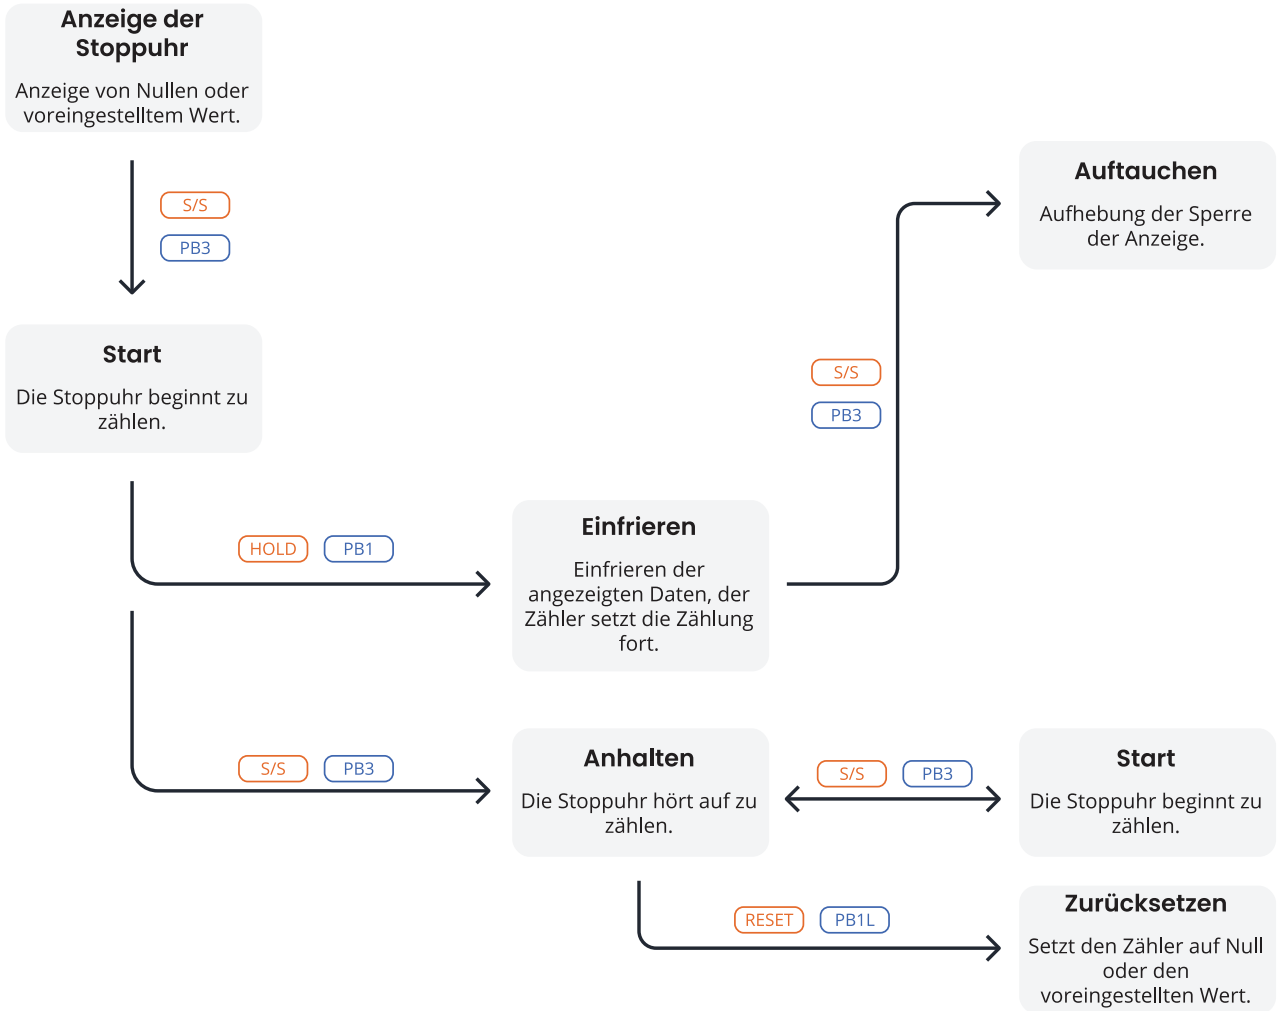 Anzeige der
Stoppuhr
Anzeige von Nullen oder
voreingestelltem Wert.
S/S
PB3
Start
Die Stoppuhr beginnt zu
zählen.
HOLD PB1
Einfrieren
Einfrieren der
angezeigten Daten, der
Zähler setzt die Zählung
fort.
S/S
PB3
Auftauchen
Aufhebung der Sperre
der Anzeige.
S/S PB3
Anhalten
Die Stoppuhr hört auf zu
zählen.
S/S PB3
Start
Die Stoppuhr beginnt zu
zählen.
RESET PB1L
Zurücksetzen
Setzt den Zähler auf Null
oder den
voreingestellten Wert.